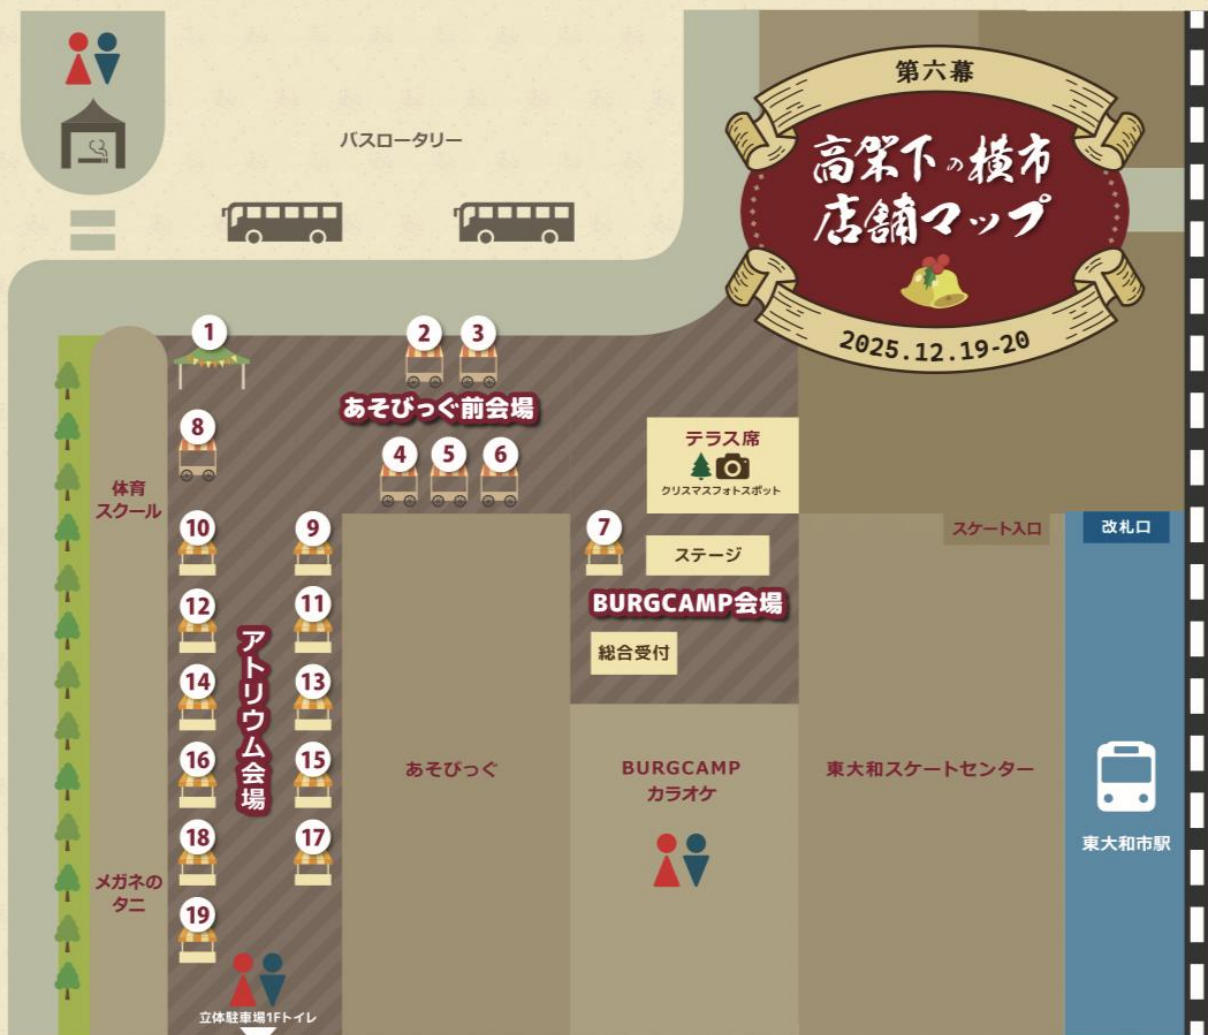 第六幕
高架下の横市
店舗マップ
2025.12.19-20
バスロータリー
1
2
3
あそびっぐ前会場
8
4
5
6
テラス席
クリスマスフォトスポット
体育
スクール
10
9
7
ステージ
スケート入口
改札口
BURGCAMP会場
12
11
総合受付
アトリウム会場
14
13
16
15
あそびっぐ
BURGCAMP
カラオケ
東大和スケートセンター
18
17
東大和市駅
メガネの
タニ
19
立体駐車場1Fトイレ